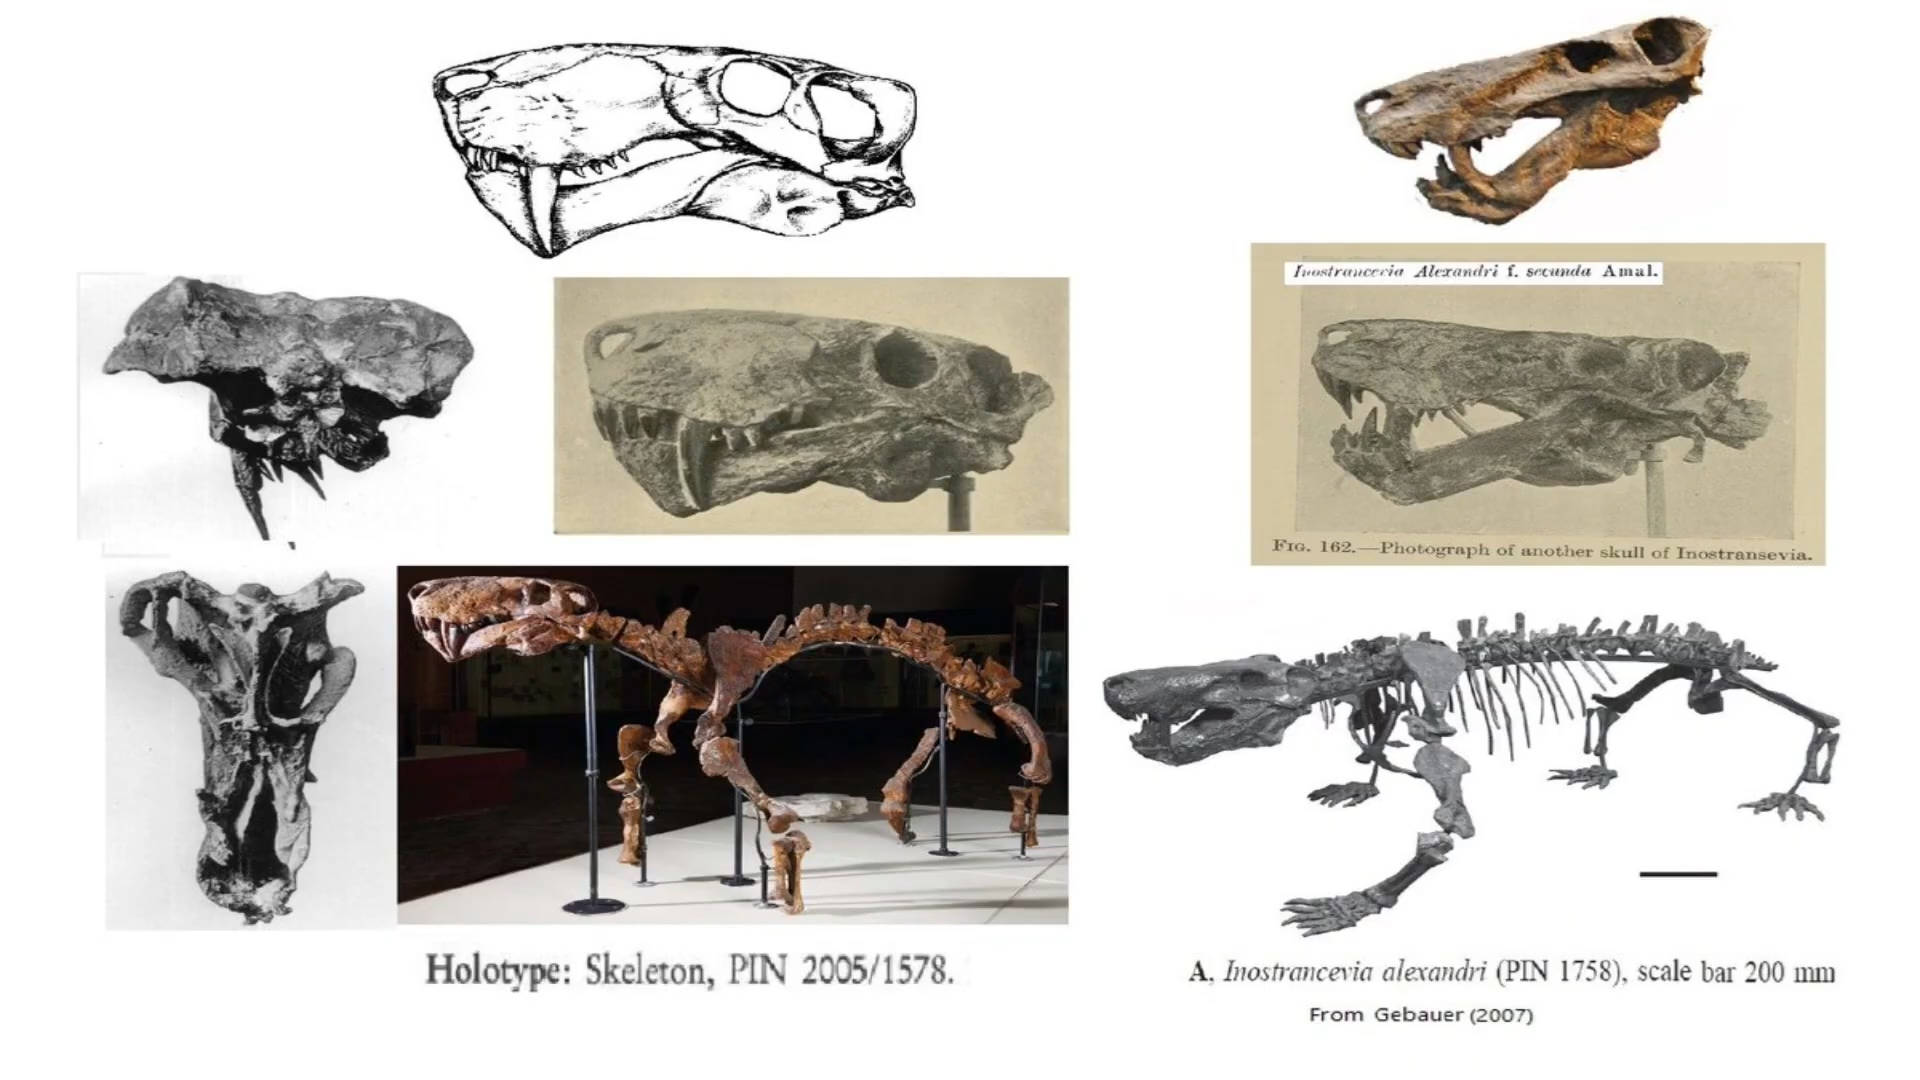 Inostrancevia Alexandri f. secunda Amal.
FIG. 162.—Photograph of another skull of Inostransevia.
Holotype: Skeleton, PIN 2005/1578.
A, Inostrancevia alexandri (PIN 1758), scale bar 200 mm
From Gebauer (2007)